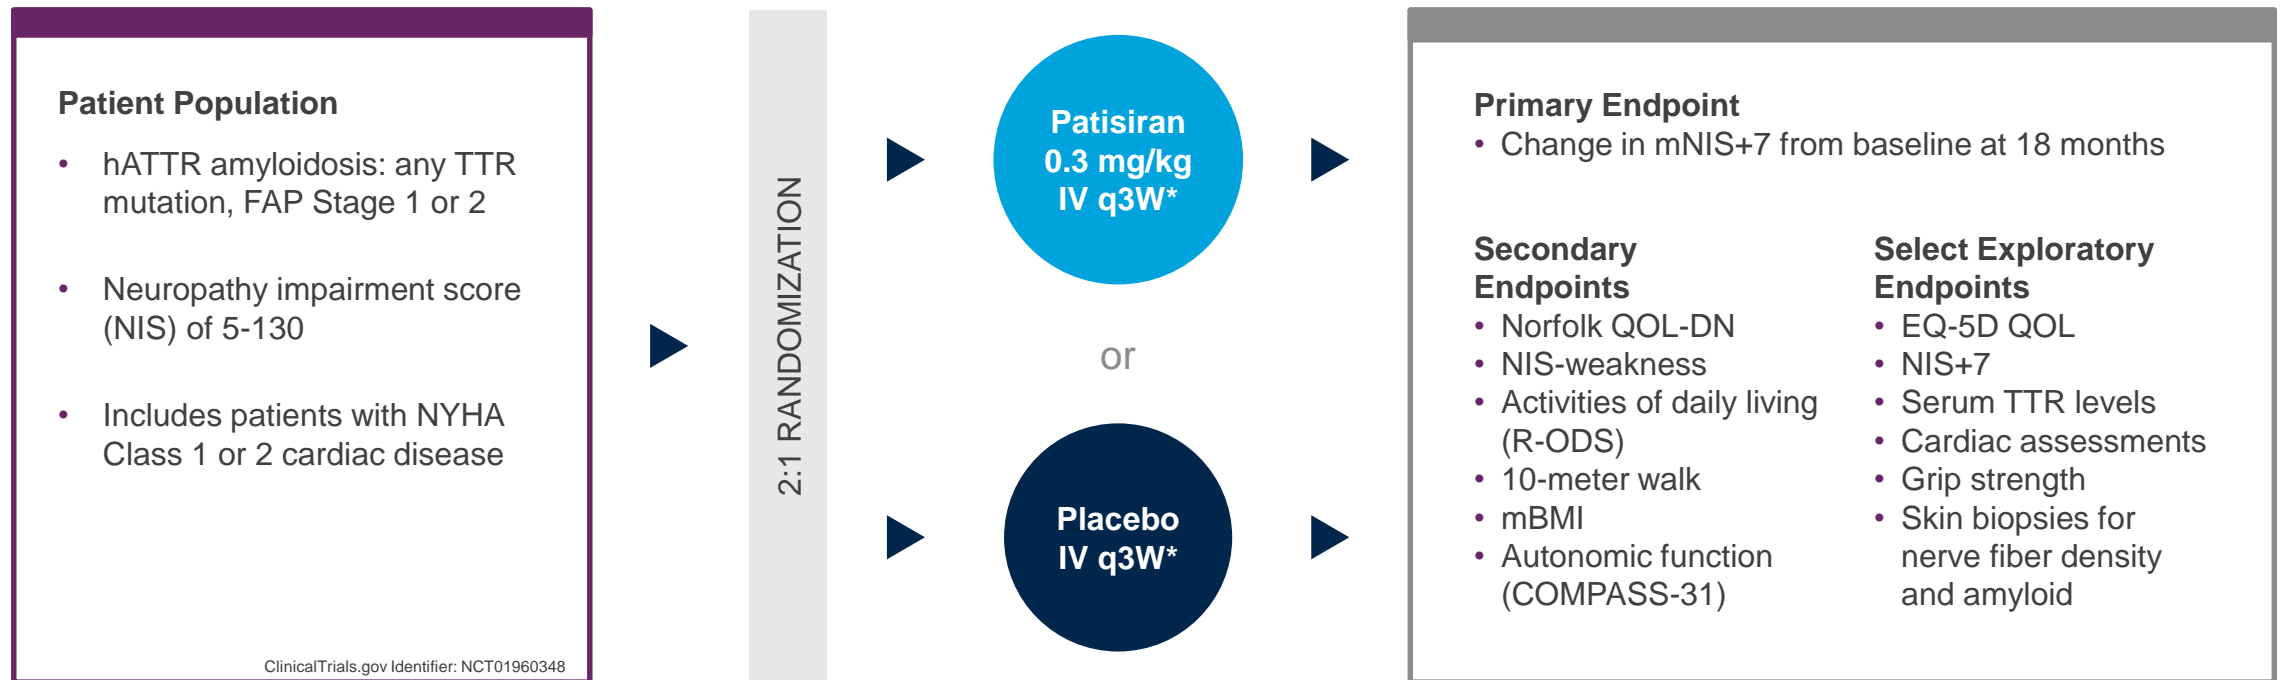 Patient Population
• hATTR amyloidosis: any TTR
mutation, FAP Stage 1 or 2
• Neuropathy impairment score
(NIS) of 5-130
• Includes patients with NYHA
Class 1 or 2 cardiac disease
ClinicalTrials.gov Identifier: NCT01960348
2:1 RANDOMIZATION
Patisiran
0.3 mg/kg
IV q3W*
or
Placebo
IV q3W*
Primary Endpoint
• Change in mNIS+7 from baseline at 18 months
Secondary
Endpoints
• Norfolk QOL-DN
• NIS-weakness
• Activities of daily living
(R-ODS)
• 10-meter walk
• mBMI
• Autonomic function
(COMPASS-31)
Select Exploratory
Endpoints
• EQ-5D QOL
• NIS+7
• Serum TTR levels
• Cardiac assessments
• Grip strength
• Skin biopsies for
nerve fiber density
and amyloid